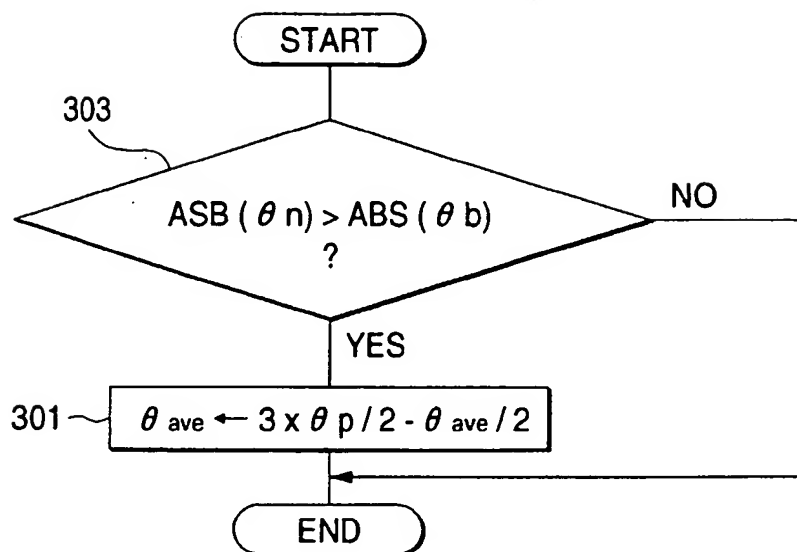 START
303
ASB ( θ n) > ABS ( θ b)
?
NO
YES
301
θ ave ← 3 x θ p / 2 - θ ave / 2
END